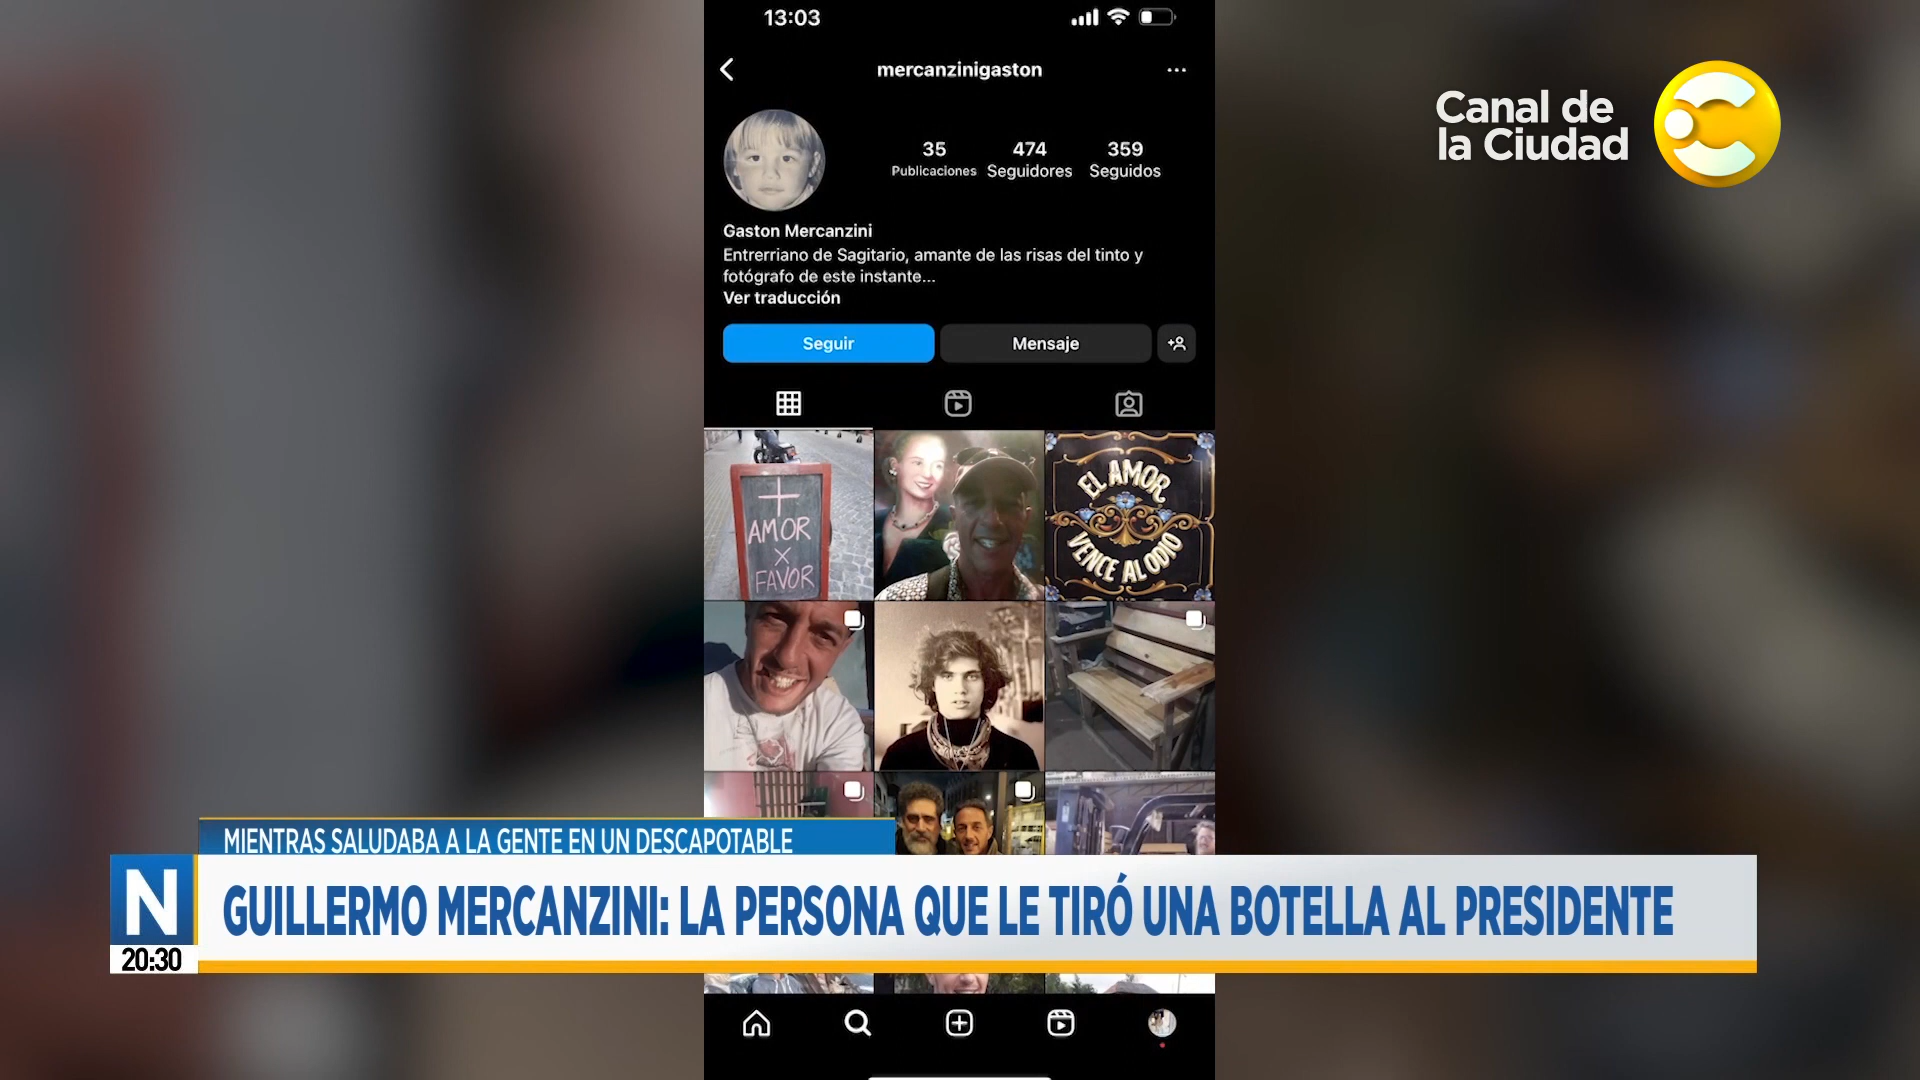 13:03
mercanzinigaston
Canal de
la Ciudad
35
Publicaciones
474
Seguidores
359
Seguidos
Gaston Mercanzini
Entrerriano de Sagitario, amante de las risas del tinto y
fotógrafo de este instante...
Ver traducción
Seguir
Mensaje
+
AMOR
X
FAVOR
EL AMOR
VENCE AL ODIO
MIENTRAS SALUDABA A LA GENTE EN UN DESCAPOTABLE
N
GUILLERMO MERCANZINI: LA PERSONA QUE LE TIRÓ UNA BOTELLA AL PRESIDENTE
20:30